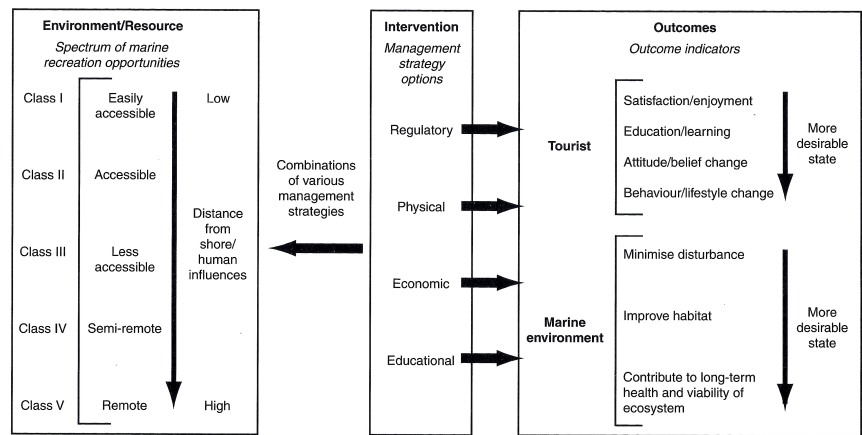 Environment/Resource
Spectrum of marine
recreation opportunities
Class I
Easily
accessible
Low
Class II
Accessible
Class III
Less
accessible
Distance
from
shore/
human
influences
Class IV
Semi-remote
Class V
Remote
High
Combinations
of various
management
strategies
Intervention
Management
strategy
options
Regulatory
Physical
Economic
Educational
Outcomes
Outcome indicators
Tourist
Satisfaction/enjoyment
Education/learning
Attitude/belief change
Behaviour/lifestyle change
More
desirable
state
Marine
environment
Minimise disturbance
Improve habitat
Contribute to long-term
health and viability of
ecosystem
More
desirable
state